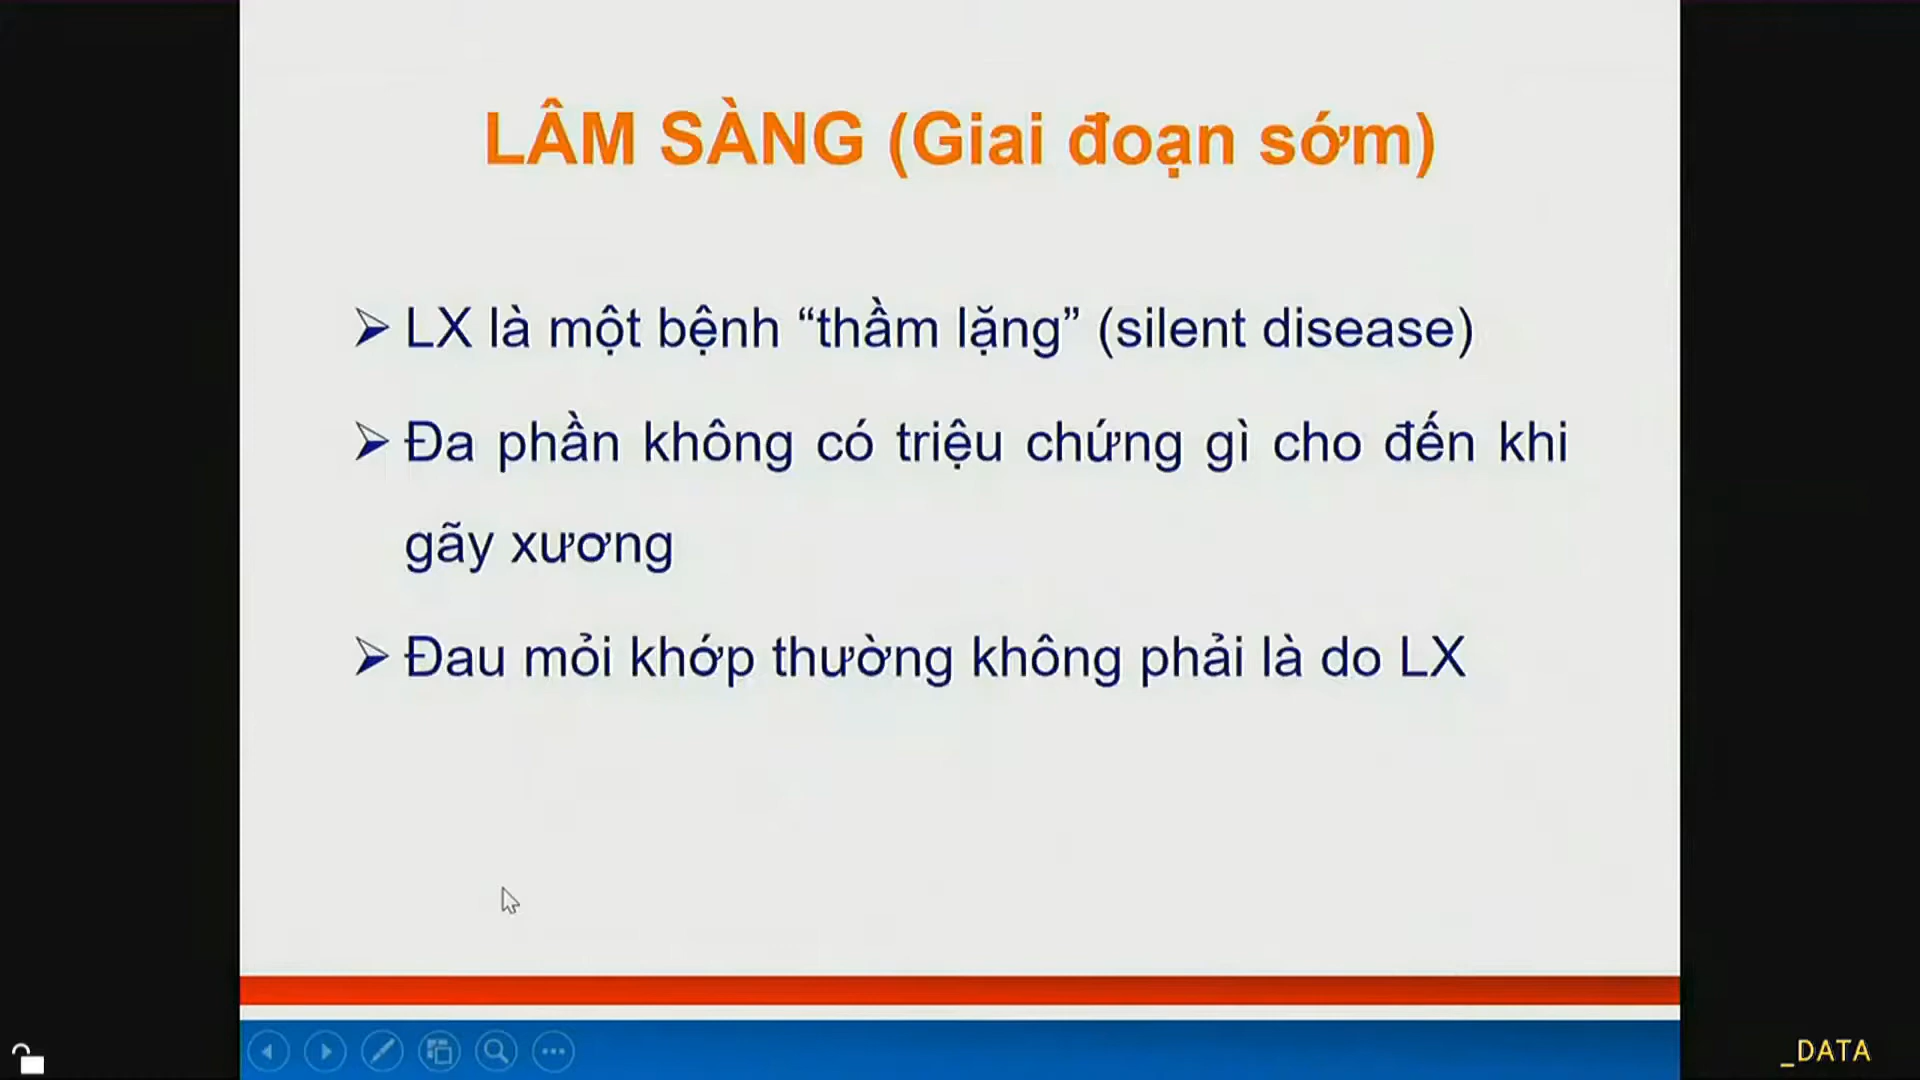 LÂM SÀNG (Giai đoạn sớm)
➢ LX là một bệnh “thầm lặng” (silent disease)
➢ Đa phần không có triệu chứng gì cho đến khi
gãy xương
➢ Đau mỏi khớp thường không phải là do LX
_DATA